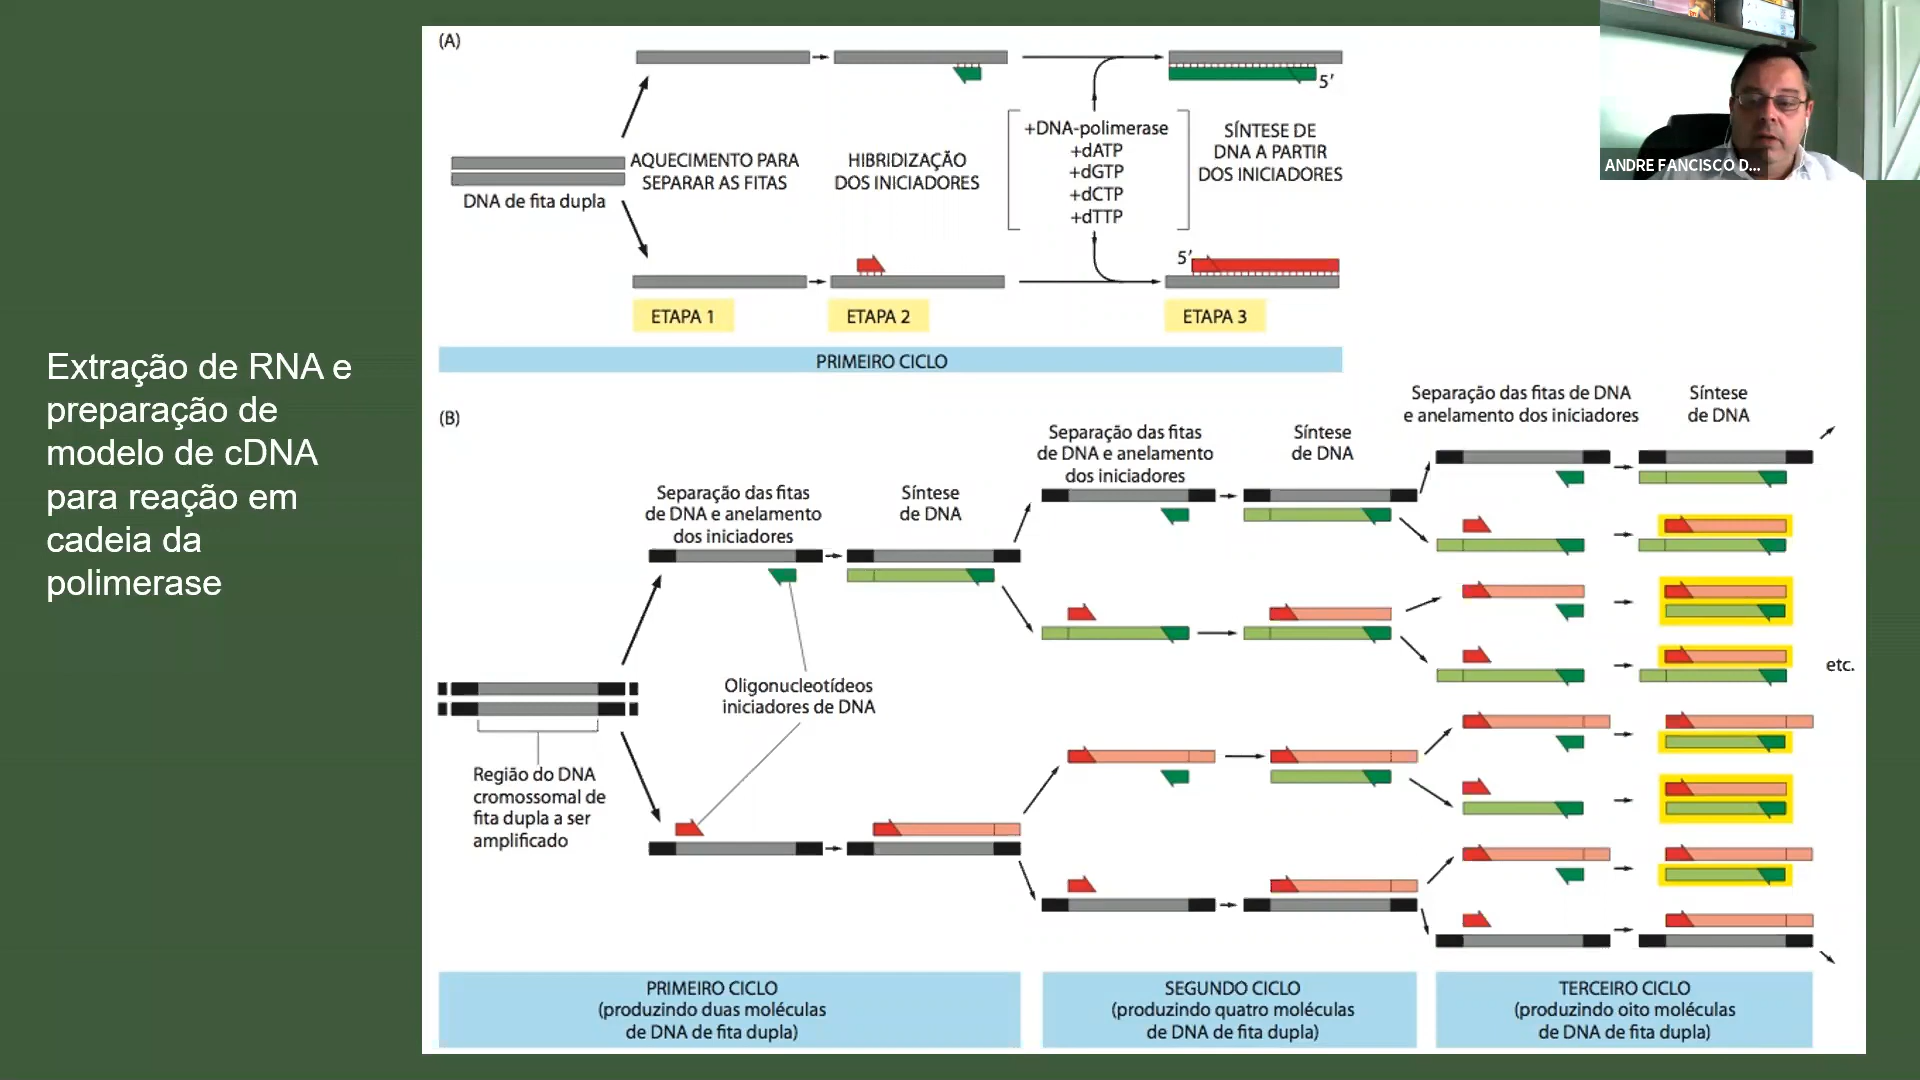 Extração de RNA e
preparação de
modelo de cDNA
para reação em
cadeia da
polimerase
(A)
DNA de fita dupla
AQUECIMENTO PARA
SEPARAR AS FITAS
HIBRIDIZAÇÃO
DOS INICIADORES
+DNA-polimerase
+dATP
+dGTP
+dCTP
+dTTP
SÍNTESE DE
DNA A PARTIR
DOS INICIADORES
5’
5’
ETAPA 1
ETAPA 2
ETAPA 3
PRIMEIRO CICLO
(B)
Região do DNA
cromossomal de
fita dupla a ser
amplificado
Separação das fitas
de DNA e anelamento
dos iniciadores
Síntese
de DNA
Oligonucleotídeos
iniciadores de DNA
Separação das fitas
de DNA e anelamento
dos iniciadores
Síntese
de DNA
Separação das fitas de DNA
e anelamento dos iniciadores
Síntese
de DNA
etc.
PRIMEIRO CICLO
(produzindo duas moléculas
de DNA de fita dupla)
SEGUNDO CICLO
(produzindo quatro moléculas
de DNA de fita dupla)
TERCEIRO CICLO
(produzindo oito moléculas
de DNA de fita dupla)
ANDRE FANCISCO D...